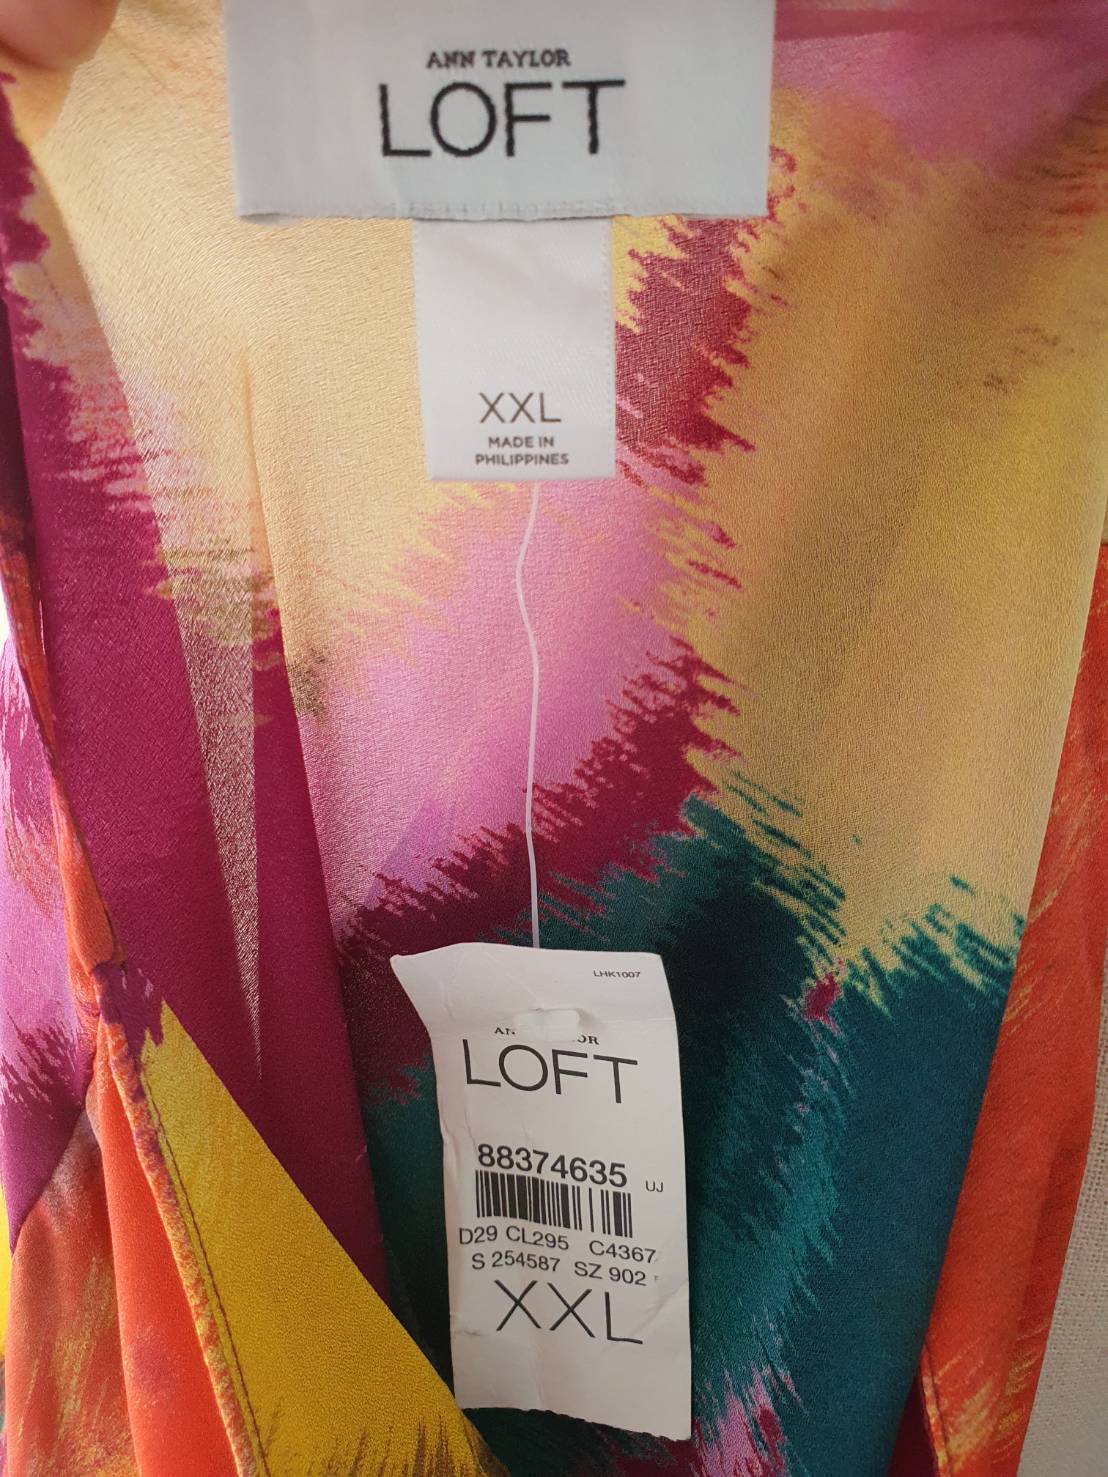 ANN TAYLOR
LOFT
XXL
MADE IN
PHILIPPINES
LHK1007
LOFT
88374635
UJ
D29 CL295 C4367
S 254587 SZ 902
XXL